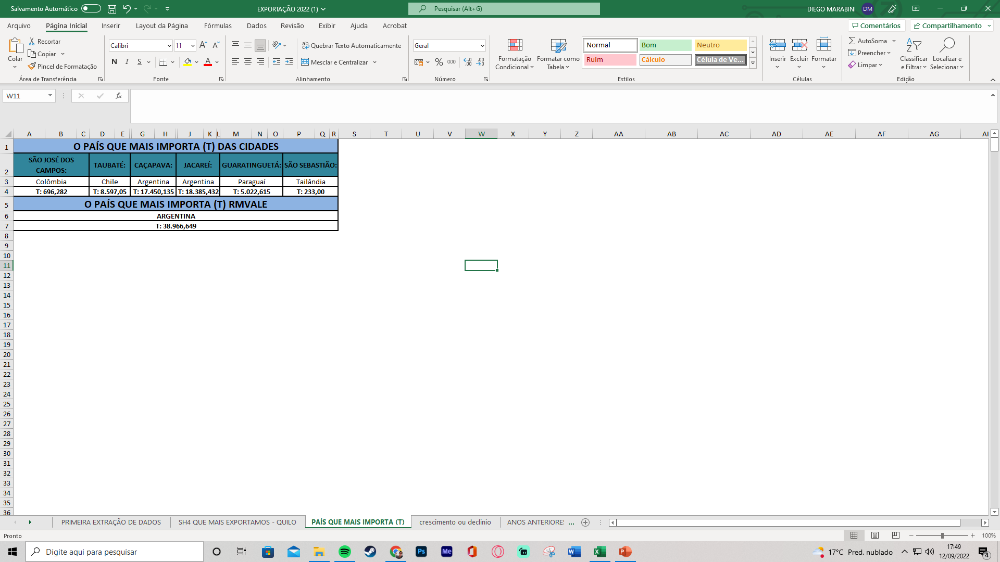 Salvamento Automático
EXPORTAÇÃO 2022 (1)
Pesquisar (Alt+G)
DIEGO MARABINI
DM
Arquivo
Página Inicial
Inserir
Layout da Página
Fórmulas
Dados
Revisão
Exibir
Ajuda
Acrobat
Comentários
Compartilhamento
Colar
Recortar
Copiar
Pincel de Formatação
Área de Transferência
Calibri
11
N I S
Fonte
Quebrar Texto Automaticamente
Mesclar e Centralizar
Alinhamento
Geral
% 000
Número
Formatação
Condicional
Formatar como
Tabela
Normal
Bom
Neutro
Ruim
Cálculo
Célula de Ve...
Estilos
Inserir
Excluir
Formatar
Células
AutoSoma
Preencher
Limpar
Classificar
e Filtrar
Localizar e
Selecionar
Edição
W11
fx
A B C D E G H J K L M N O P Q R S T U V W X Y Z AA AB AC AD AE AF AG
1 O PAÍS QUE MAIS IMPORTA (T) DAS CIDADES
2 SÃO JOSÉ DOS CAMPOS: TAUBATÉ: CAÇAPAVA: JACAREÍ: GUARATINGUETÁ: SÃO SEBASTIÃO:
3 Colômbia Chile Argentina Argentina Paraguaí Tailândia
4 T: 696,282 T: 8.597,05 T: 17.450,135 T: 18.385,432 T: 5.022,615 T: 233,00
5 O PAÍS QUE MAIS IMPORTA (T) RMVALE
6 ARGENTINA
7 T: 38.966,649
8
9
10
11
12
13
14
15
16
17
18
19
20
21
22
23
24
25
26
27
28
29
30
31
32
33
34
35
36
PRIMEIRA EXTRAÇÃO DE DADOS
SH4 QUE MAIS EXPORTAMOS - QUILO
PAÍS QUE MAIS IMPORTA (T)
crescimento ou declinio
ANOS ANTERIORES ...
Pronto
100%
Digite aqui para pesquisar
Ps
Me
17°C Pred. nublado
17:49
12/09/2022
4